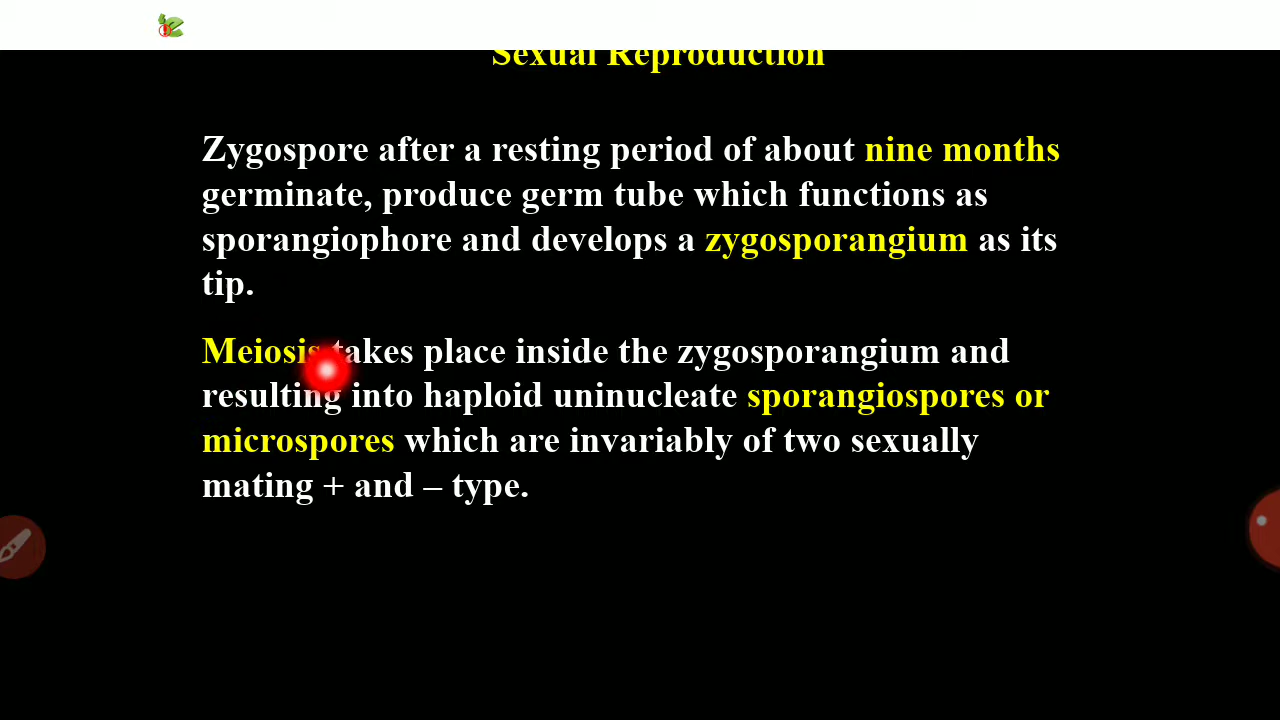 Sexual Reproduction
Zygospore after a resting period of about nine months
germinate, produce germ tube which functions as
sporangiophore and develops a zygosporangium as its
tip.
Meiosis takes place inside the zygosporangium and
resulting into haploid uninucleate sporangiospores or
microspores which are invariably of two sexually
mating + and – type.